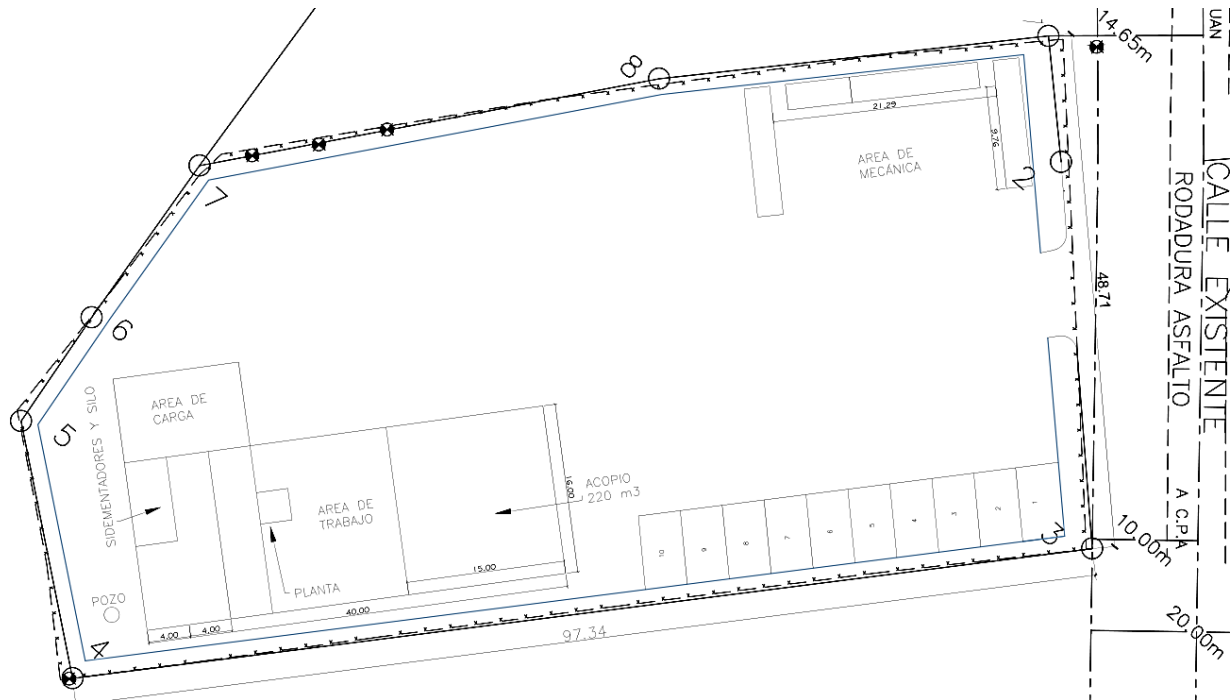 UAN
14.65m
8
21.29
9.76
AREA DE
MECÁNICA
2
CALLE EXISTENTE
RODADURA ASFALTO
7
48.71
6
SIDEMENTADORES Y SILO
AREA DE
CARGA
5
AREA DE
TRABAJO
16.00
ACOPIO
220 m3
A C.P.A
10
9
8
7
6
5
4
3
2
1
3
10.00m
15.00
PLANTA
POZO
40.00
4.00
4.00
4
97.34
20.00m